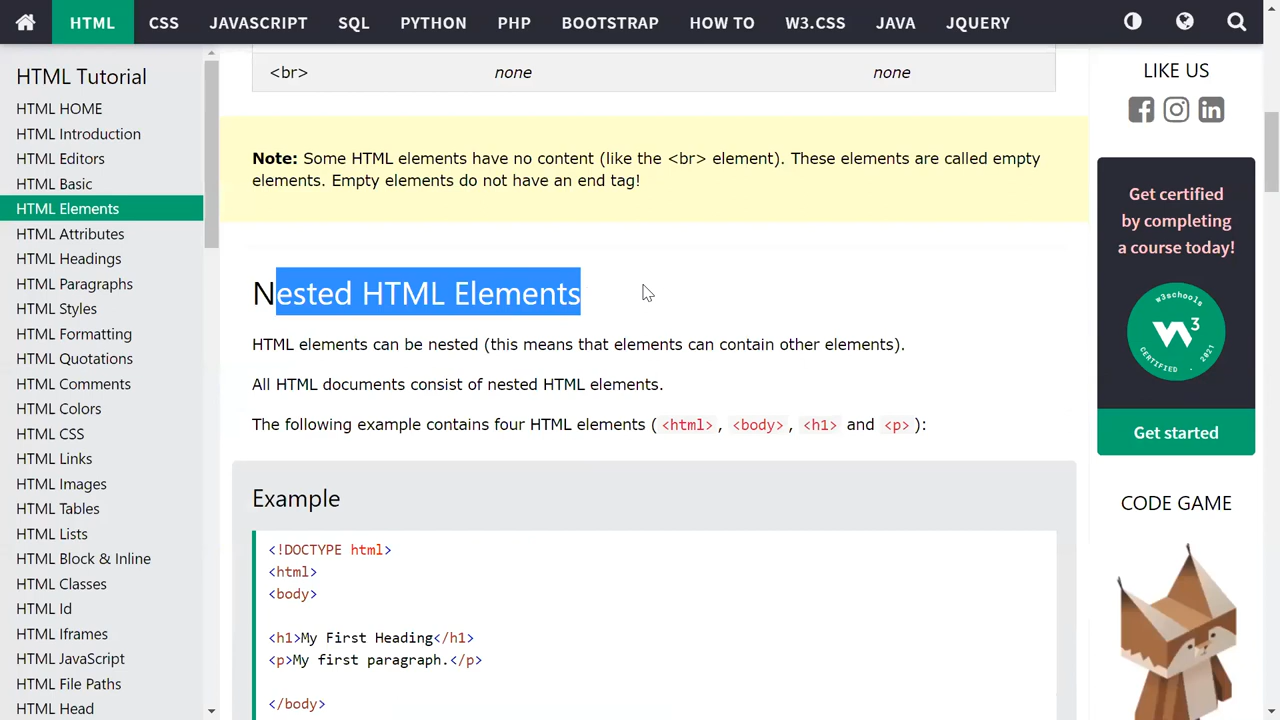 HTML
CSS
JAVASCRIPT
SQL
PYTHON
PHP
BOOTSTRAP
HOW TO
W3.CSS
JAVA
JQUERY
HTML Tutorial
HTML HOME
HTML Introduction
HTML Editors
HTML Basic
HTML Elements
HTML Attributes
HTML Headings
HTML Paragraphs
HTML Styles
HTML Formatting
HTML Quotations
HTML Comments
HTML Colors
HTML CSS
HTML Links
HTML Images
HTML Tables
HTML Lists
HTML Block & Inline
HTML Classes
HTML Id
HTML Iframes
HTML JavaScript
HTML File Paths
HTML Head
<br> none none
Note: Some HTML elements have no content (like the <br> element). These elements are called empty
elements. Empty elements do not have an end tag!
Nested HTML Elements
HTML elements can be nested (this means that elements can contain other elements).
All HTML documents consist of nested HTML elements.
The following example contains four HTML elements ( <html> , <body> , <h1> and <p> ):
Example
<!DOCTYPE html>
<html>
<body>
<h1>My First Heading</h1>
<p>My first paragraph.</p>
</body>
LIKE US
Get certified
by completing
a course today!
w3schools
W3
CERTIFIED . 2021
Get started
CODE GAME